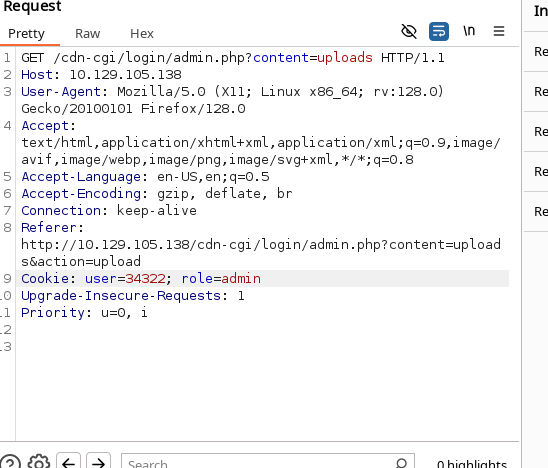 Request
In
Pretty
Raw
Hex
\n
Re
Re
Re
Re
Re
1 GET /cdn-cgi/login/admin.php?content=uploads HTTP/1.1
2 Host: 10.129.105.138
3 User-Agent: Mozilla/5.0 (X11; Linux x86_64; rv:128.0)
Gecko/20100101 Firefox/128.0
4 Accept:
text/html,application/xhtml+xml,application/xml;q=0.9,image/
avif,image/webp,image/png,image/svg+xml,*/*;q=0.8
5 Accept-Language: en-US,en;q=0.5
6 Accept-Encoding: gzip, deflate, br
7 Connection: keep-alive
8 Referer:
http://10.129.105.138/cdn-cgi/login/admin.php?content=upload
s&action=upload
9 Cookie: user=34322; role=admin
10 Upgrade-Insecure-Requests: 1
11 Priority: u=0, i
12
13
Search
0 highlights